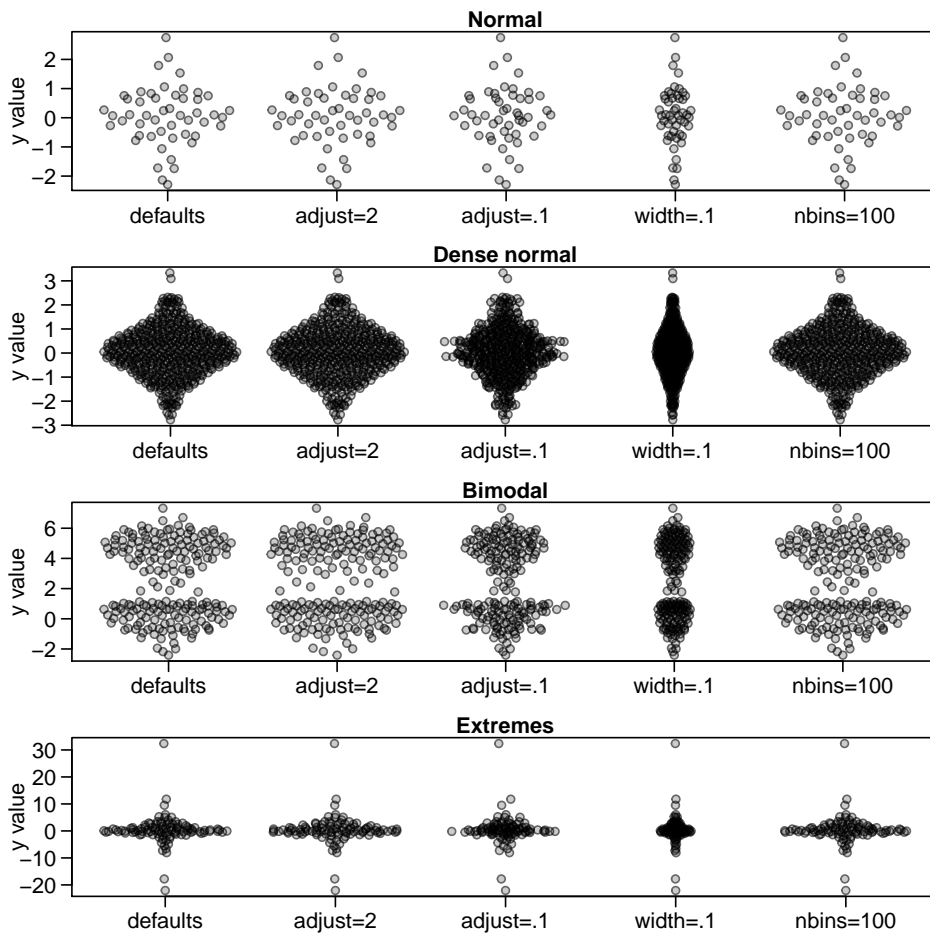 Normal
y value
2
1
0
−1
−2
defaults adjust=2 adjust=.1 width=.1 nbins=100
Dense normal
y value
3
2
1
0
−1
−2
−3
defaults adjust=2 adjust=.1 width=.1 nbins=100
Bimodal
y value
6
4
2
0
−2
defaults adjust=2 adjust=.1 width=.1 nbins=100
Extremes
y value
30
20
10
0
−10
−20
defaults adjust=2 adjust=.1 width=.1 nbins=100